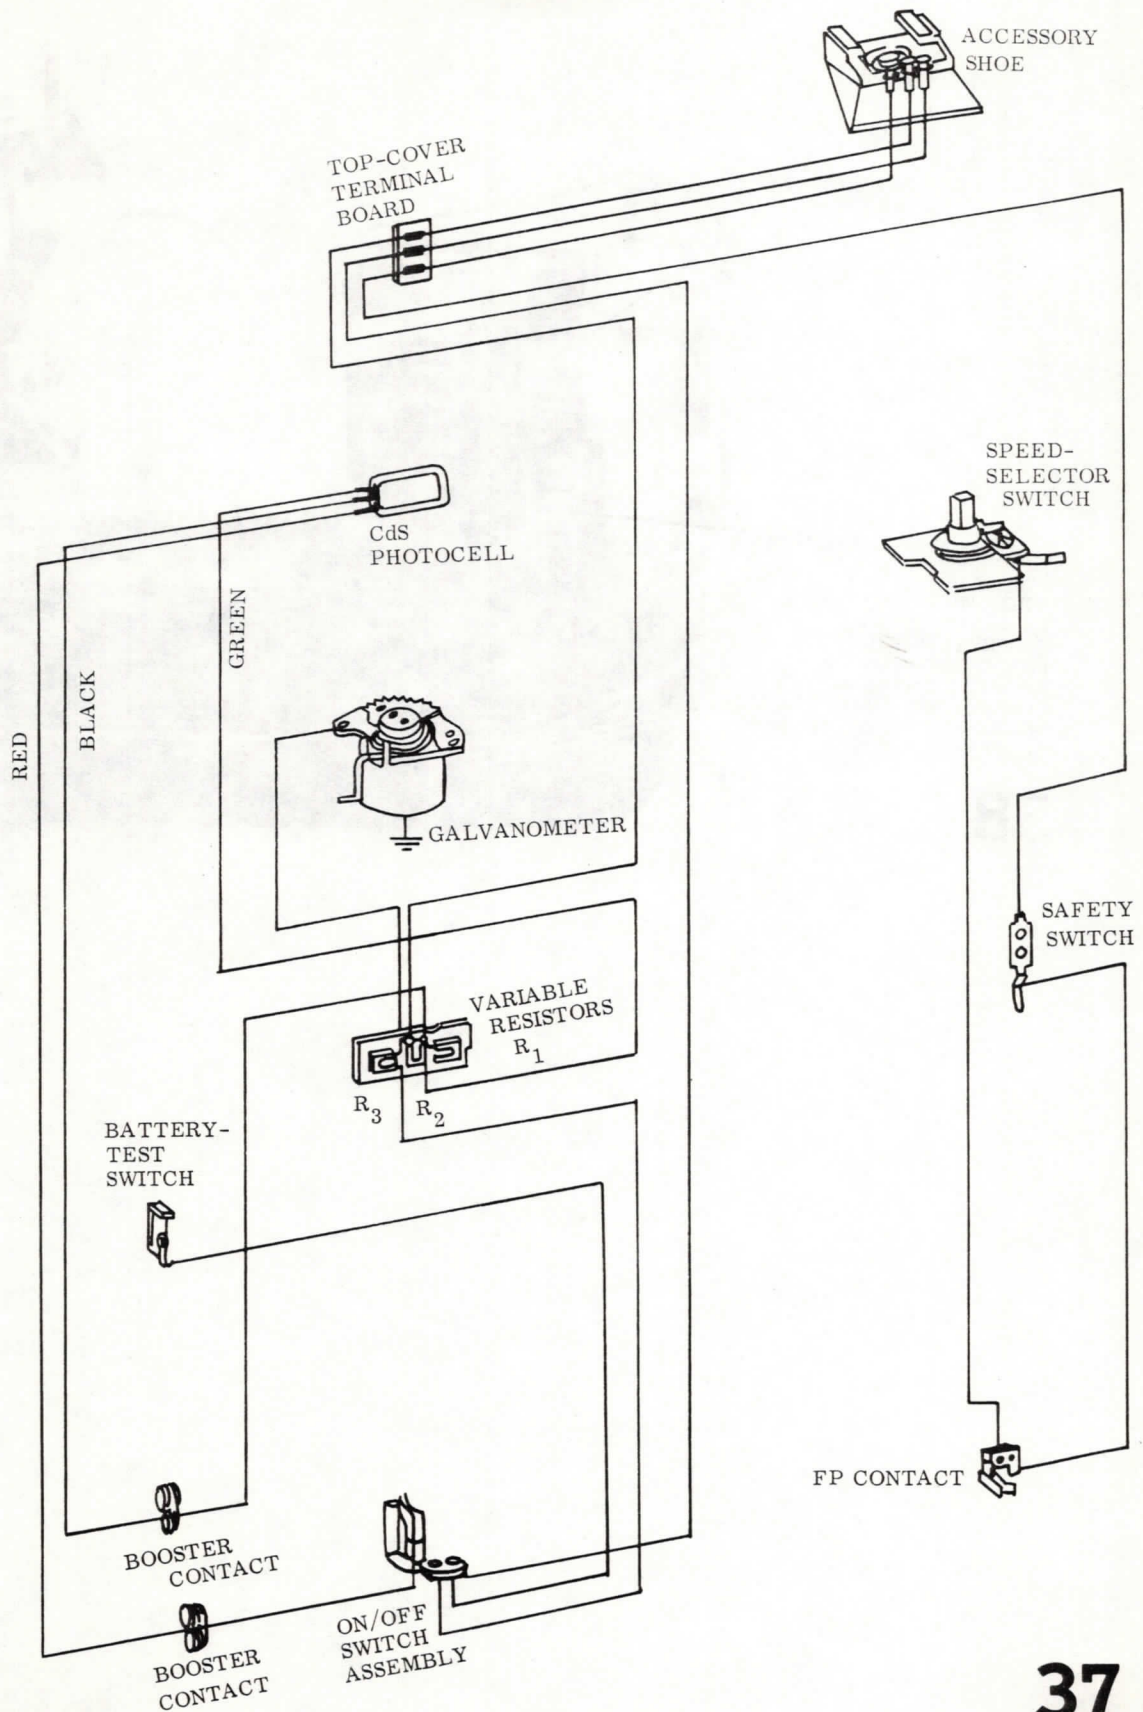 ACCESSORY
SHOE
TOP-COVER
TERMINAL
BOARD
SPEED-
SELECTOR
SWITCH
CdS
PHOTOCELL
GREEN
BLACK
RED
GALVANOMETER
SAFETY
SWITCH
VARIABLE
RESISTORS
R1
R3
R2
BATTERY-
TEST
SWITCH
FP CONTACT
BOOSTER
CONTACT
ON/OFF
SWITCH
ASSEMBLY
BOOSTER
CONTACT
37